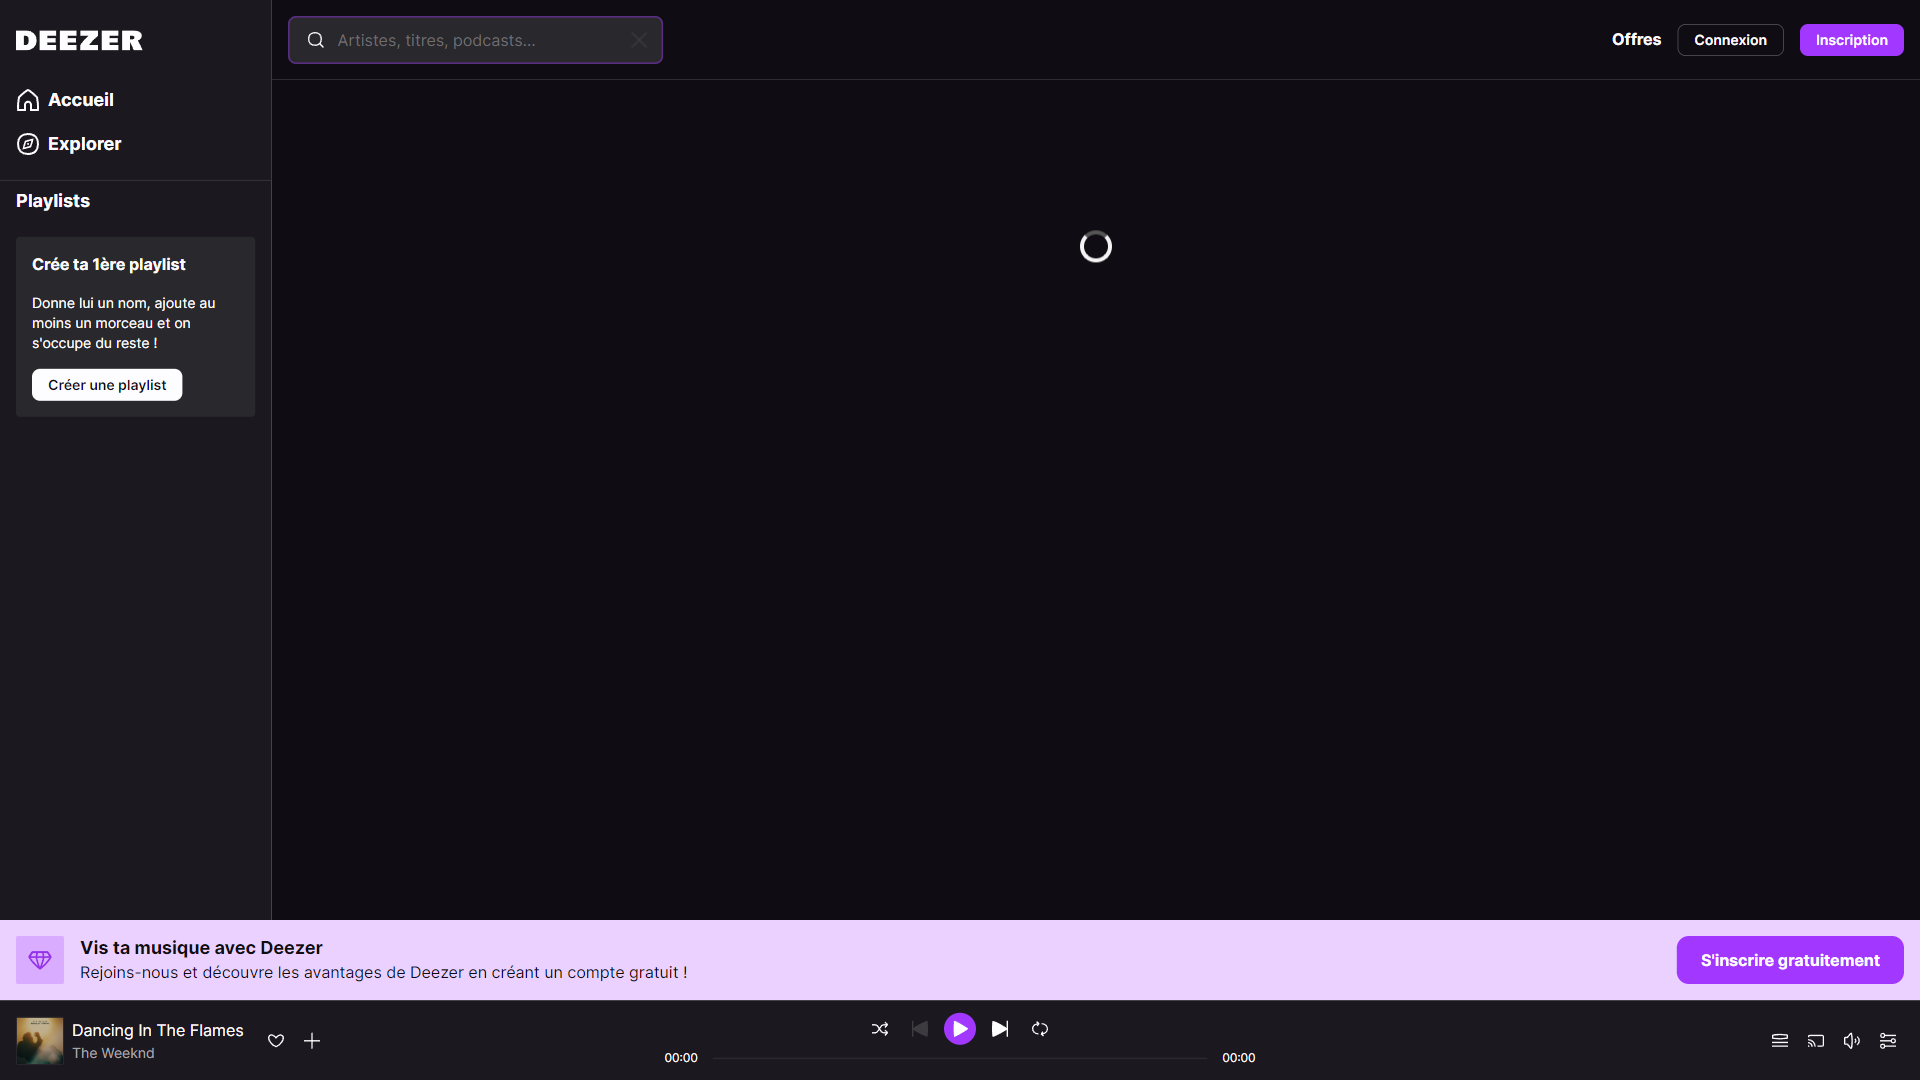 DEEZER
Accueil
Explorer
Playlists
Crée ta 1ère playlist
Donne lui un nom, ajoute au
moins un morceau et on
s'occupe du reste !
Créer une playlist
Artistes, titres, podcasts...
Offres
Connexion
Inscription
Vis ta musique avec Deezer
Rejoins-nous et découvre les avantages de Deezer en créant un compte gratuit !
S'inscrire gratuitement
Dancing In The Flames
The Weeknd
00:00
00:00